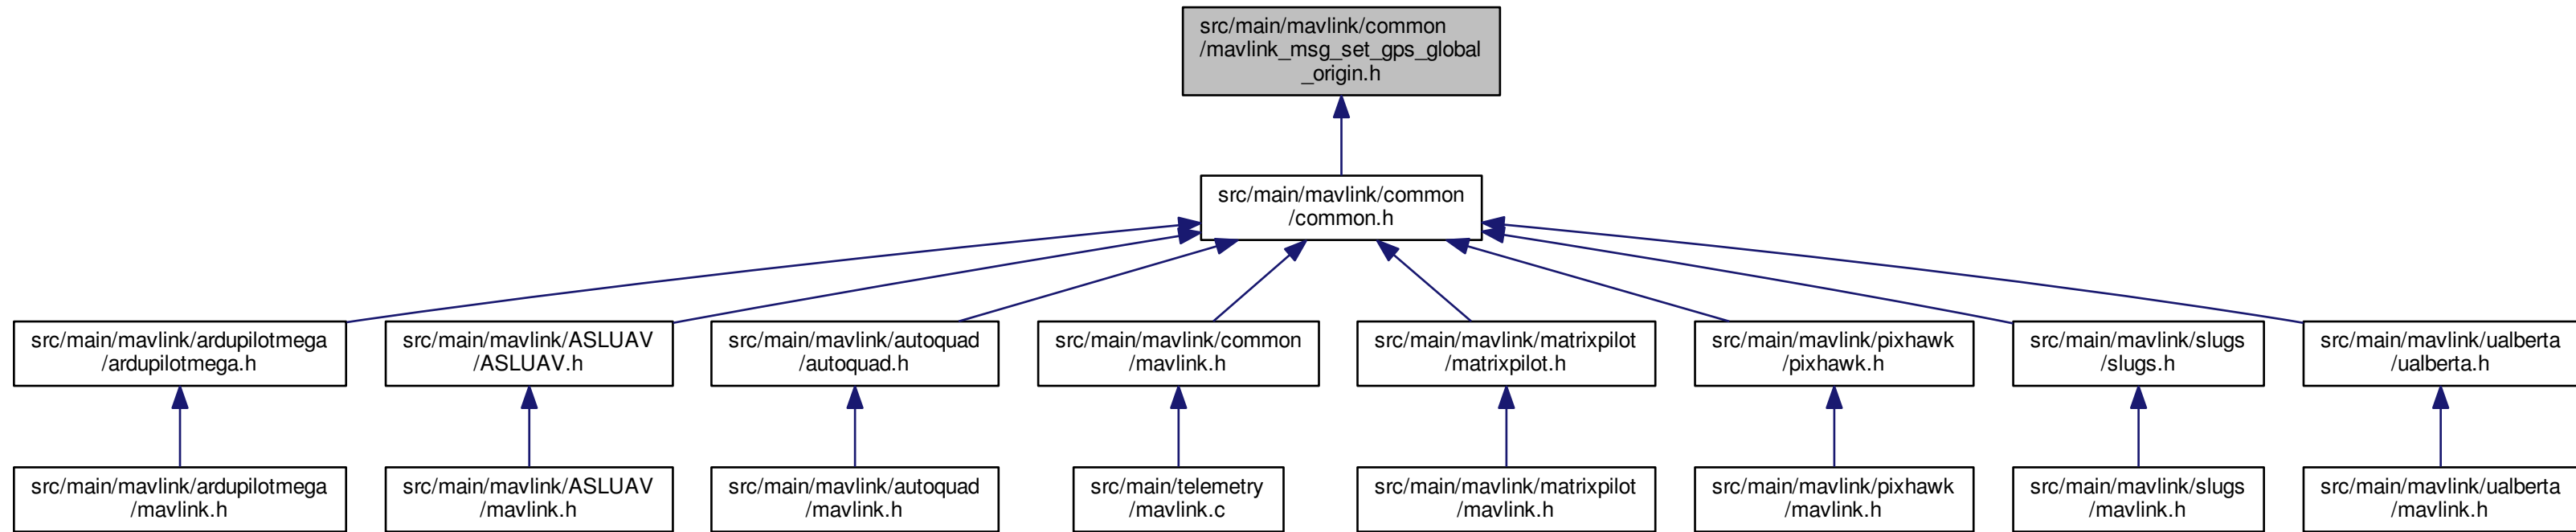 src/main/mavlink/common
/mavlink_msg_set_gps_global
_origin.h
src/main/mavlink/common
/common.h
src/main/mavlink/ardupilotmega
/ardupilotmega.h
src/main/mavlink/ASLUAV
/ASLUAV.h
src/main/mavlink/autoquad
/autoquad.h
src/main/mavlink/common
/mavlink.h
src/main/mavlink/matrixpilot
/matrixpilot.h
src/main/mavlink/pixhawk
/pixhawk.h
src/main/mavlink/slugs
/slugs.h
src/main/mavlink/ualberta
/ualberta.h
src/main/mavlink/ardupilotmega
/mavlink.h
src/main/mavlink/ASLUAV
/mavlink.h
src/main/mavlink/autoquad
/mavlink.h
src/main/telemetry
/mavlink.c
src/main/mavlink/matrixpilot
/mavlink.h
src/main/mavlink/pixhawk
/mavlink.h
src/main/mavlink/slugs
/mavlink.h
src/main/mavlink/ualberta
/mavlink.h